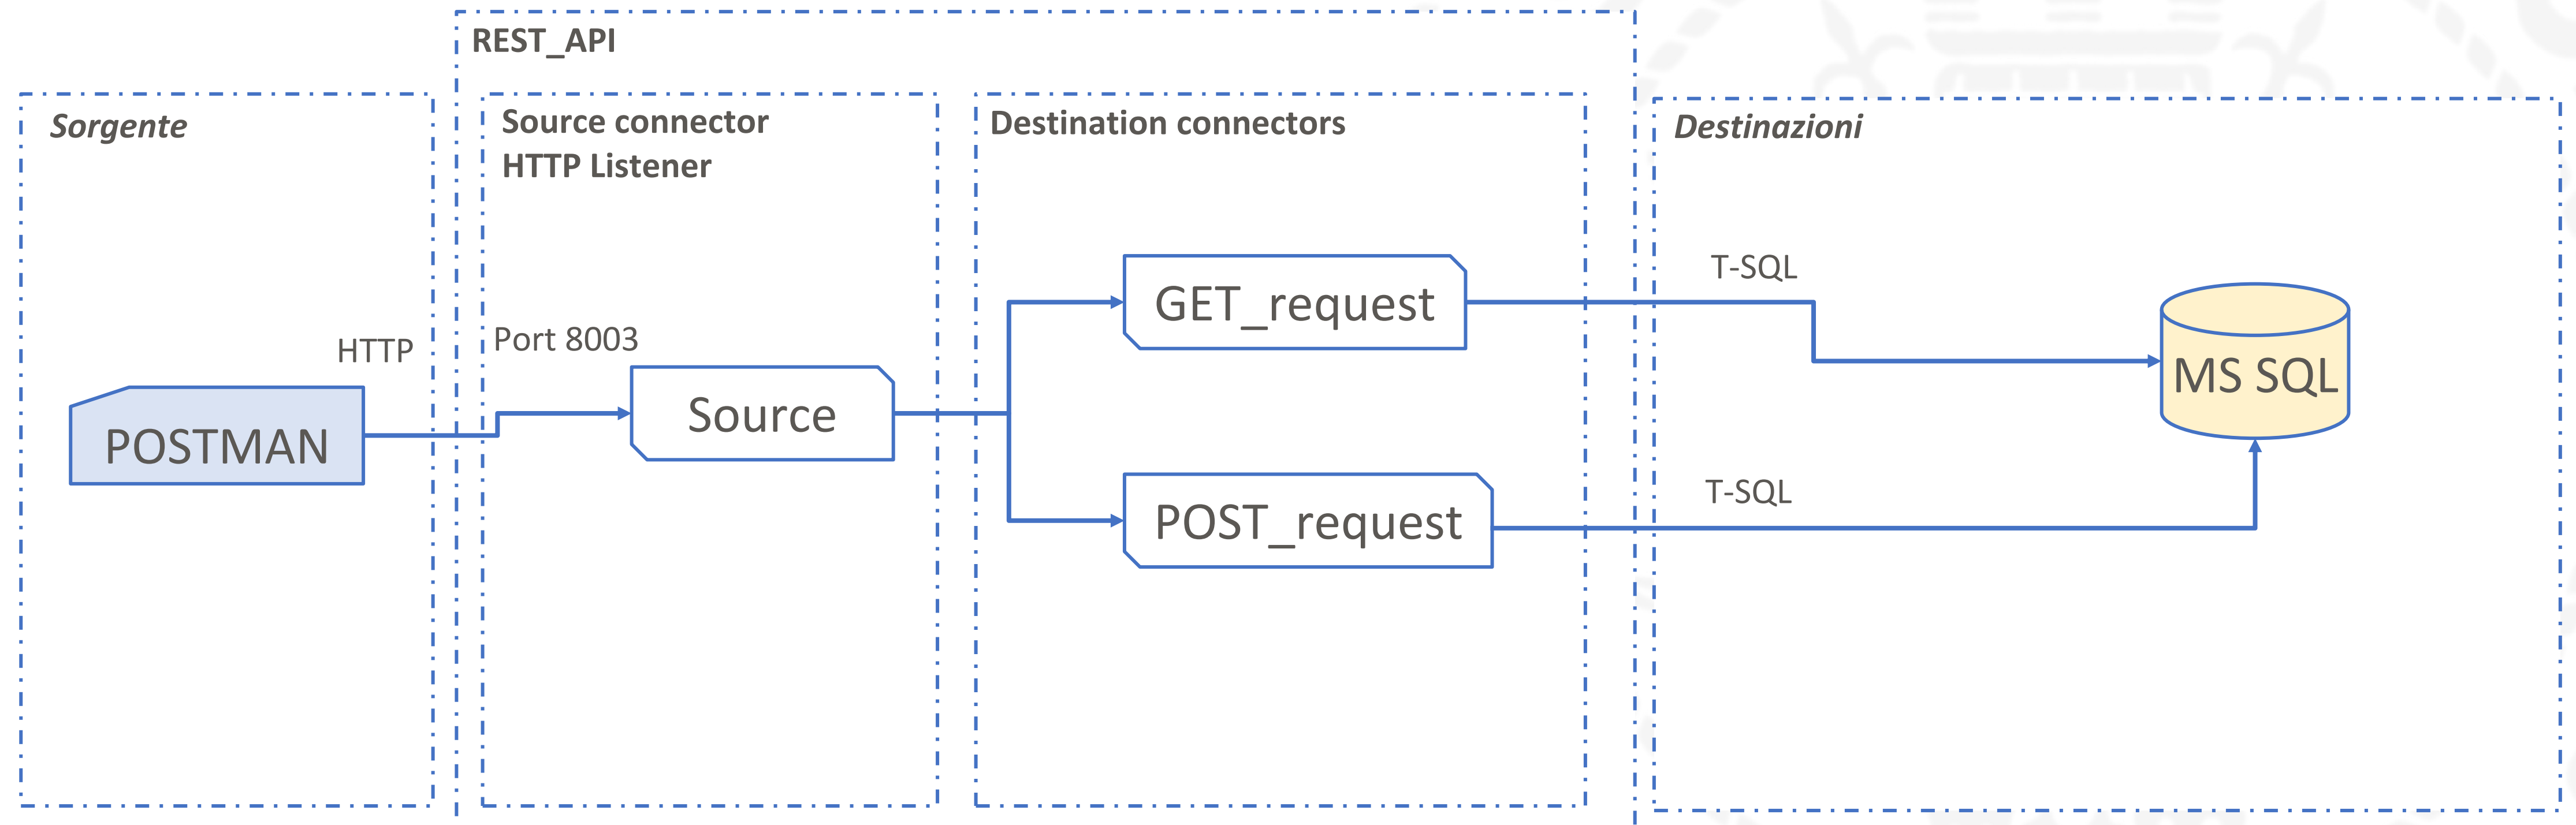 REST_API
Sorgente
Source connector
HTTP Listener
Destination connectors
Destinazioni
HTTP
POSTMAN
Port 8003
Source
GET_request
POST_request
T-SQL
T-SQL
MS SQL